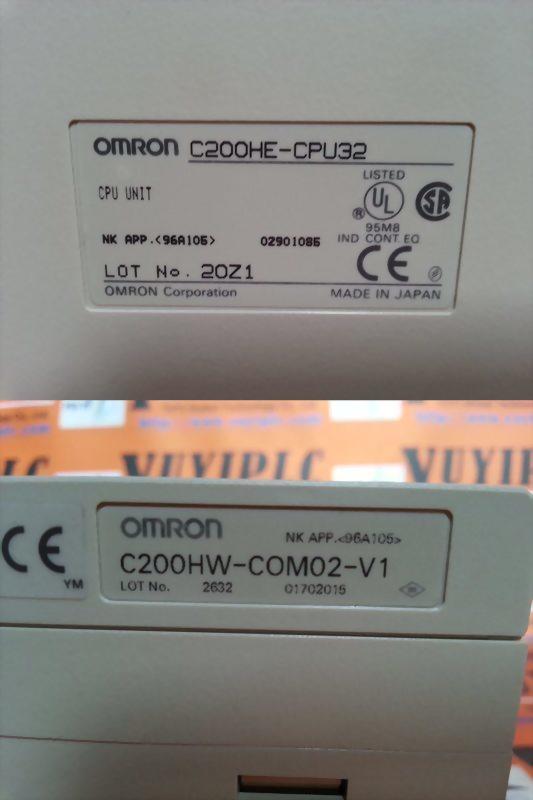 OMRON C200HE-CPU32
LISTED
CPU UNIT
UL
®
SA
95M8
NK APP.<96A105> 02901085 IND CONT. EQ
LOT No. 20Z1 CE
OMRON Corporation MADE IN JAPAN
YUYIPLC YUYIPLC
OMRON NK APP.<96A105>
CE C200HW-COM02-V1
YM LOT No. 2632 01702015